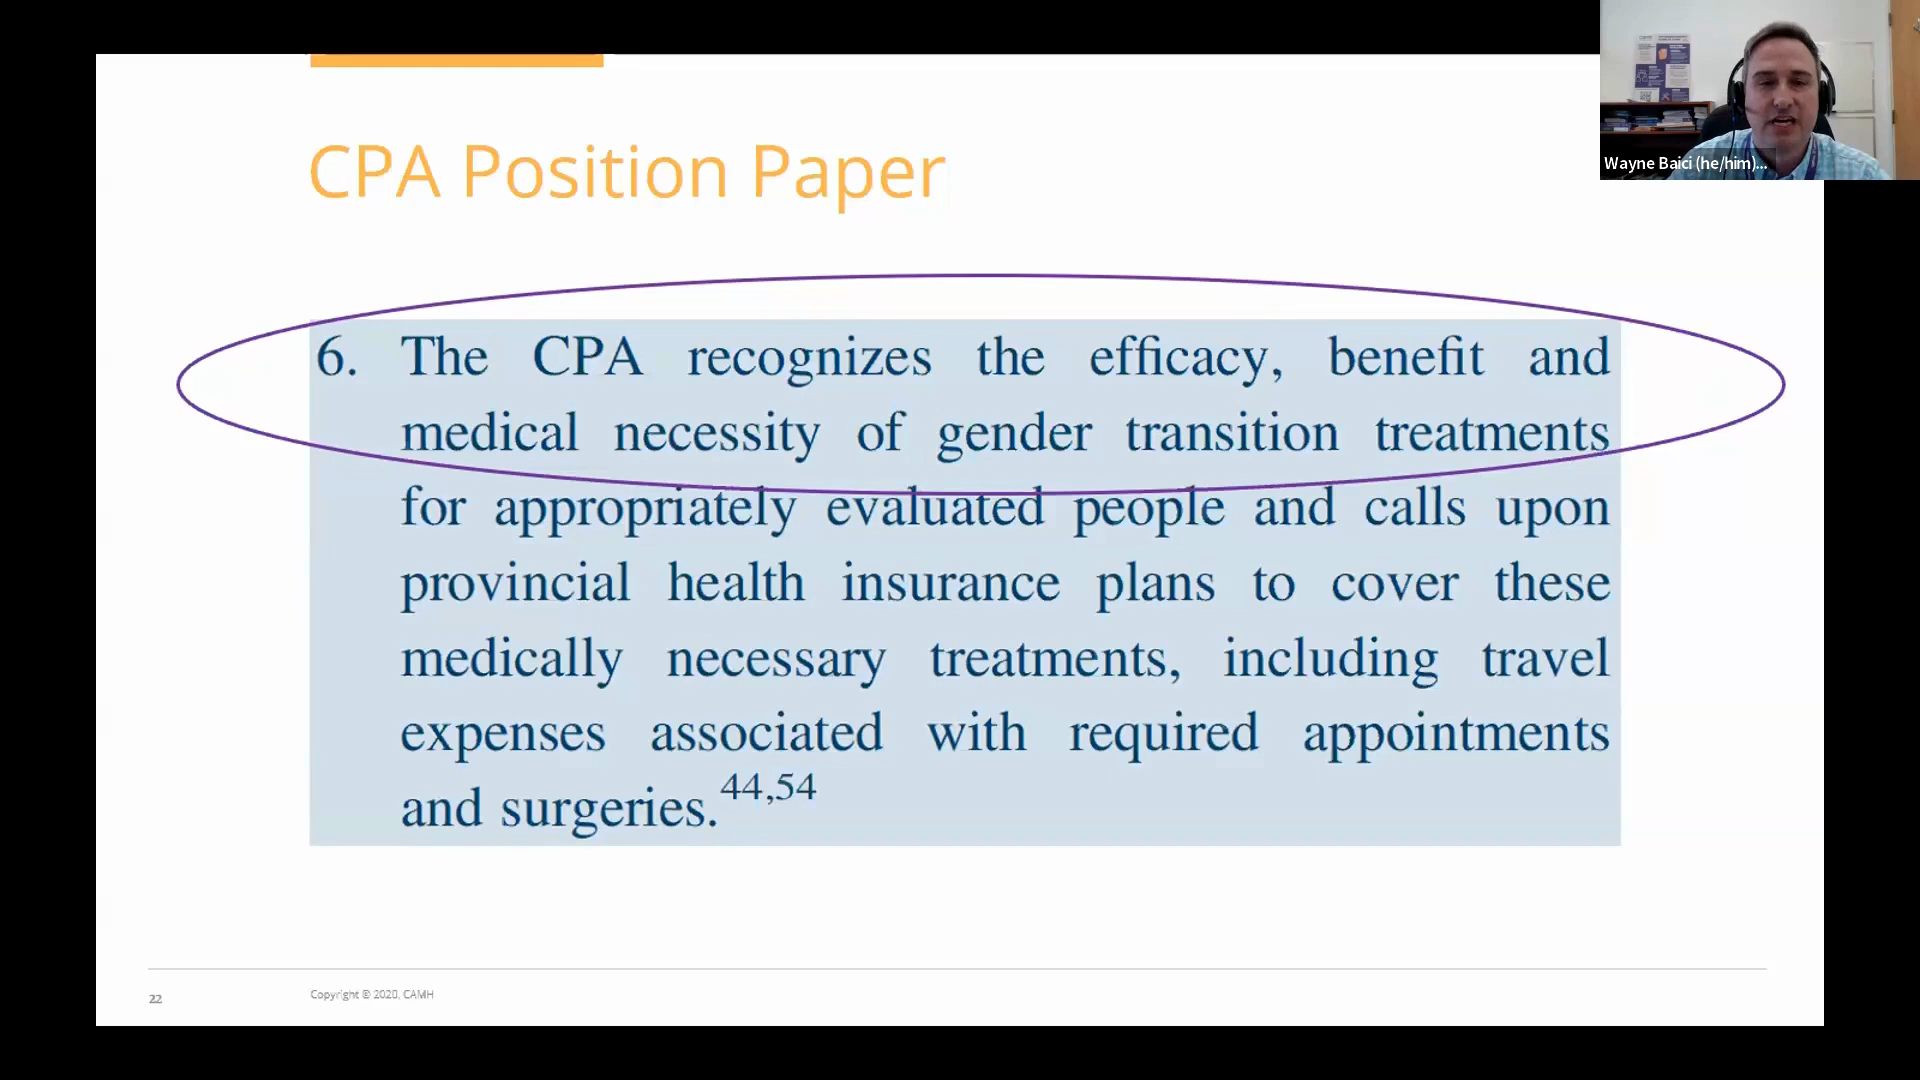 CPA Position Paper
Wayne Baici (he/him)...
6. The CPA recognizes the efficacy, benefit and
medical necessity of gender transition treatments
for appropriately evaluated people and calls upon
provincial health insurance plans to cover these
medically necessary treatments, including travel
expenses associated with required appointments
and surgeries.44,54
22
Copyright © 2020, CAMH